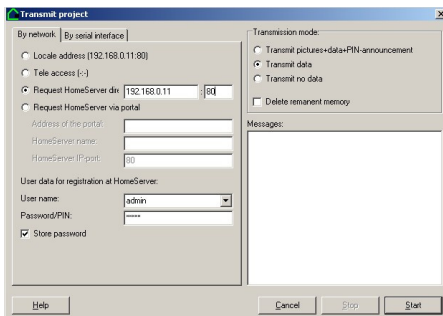 Transmit project
By network
By serial interface
Locale address (192.168.0.11:80)
Tele access (-:-)
Request HomeServer dire 192.168.0.11 : 80
Request HomeServer via portal
Address of the portal:
HomeServer name:
HomeServer IP-port: 80
User data for registration at HomeServer:
User name: admin
Password/PIN: *****
Store password
Transmission mode:
Transmit pictures+data+PIN-announcement
Transmit data
Transmit no data
Delete remanent memory
Messages:
Help
Cancel
Stop
Start